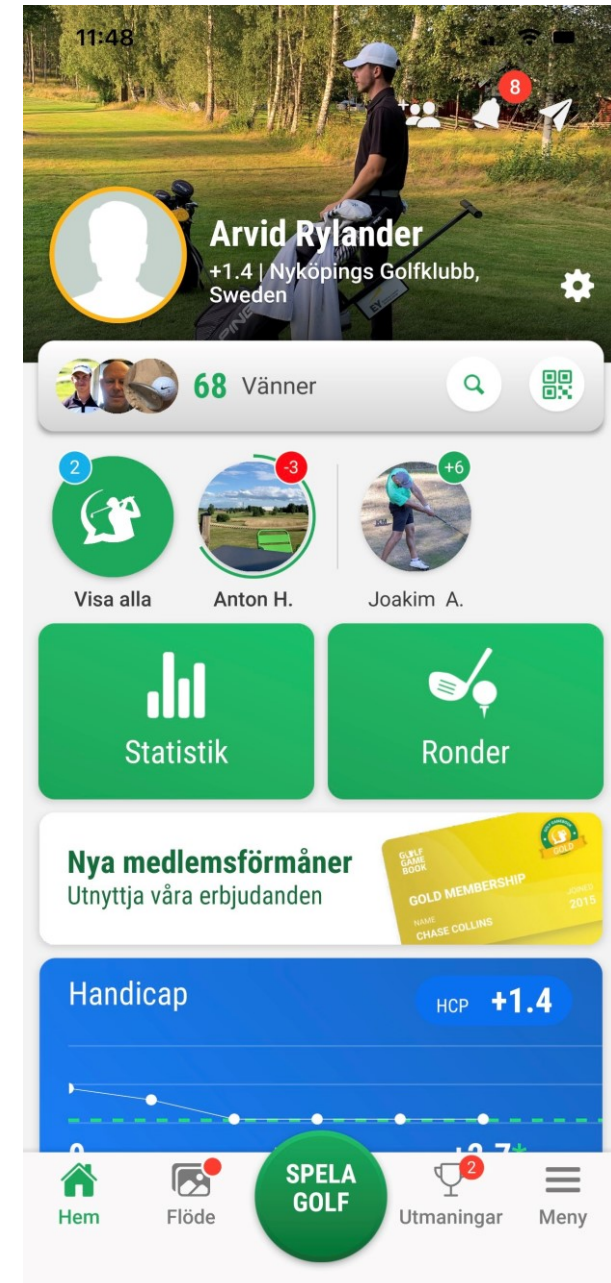 11:48
8
Arvid Rylander
+1.4 | Nyköpings Golfklubb,
Sweden
PING
EY
68 Vänner
2
-3
+6
Visa alla
Anton H.
Joakim A.
Statistik
Ronder
Nya medlemsförmåner
Utnyttja våra erbjudanden
GOLF
GAME
BOOK
GOLD
GOLD MEMBERSHIP
JOINED
2015
NAME
CHASE COLLINS
Handicap
HCP +1.4
SPELA
GOLF
2
Hem
Flöde
Utmaningar
Meny